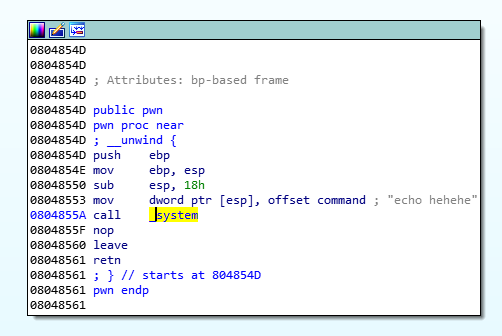 0804854D
0804854D
0804854D ; Attributes: bp-based frame
0804854D
0804854D public pwn
0804854D pwn proc near
0804854D ; __unwind {
0804854D push    ebp
0804854E mov     ebp, esp
08048550 sub     esp, 18h
08048553 mov     dword ptr [esp], offset command ; "echo hehehe"
0804855A call    _system
0804855F nop
08048560 leave
08048561 retn
08048561 ; } // starts at 804854D
08048561 pwn endp
08048561